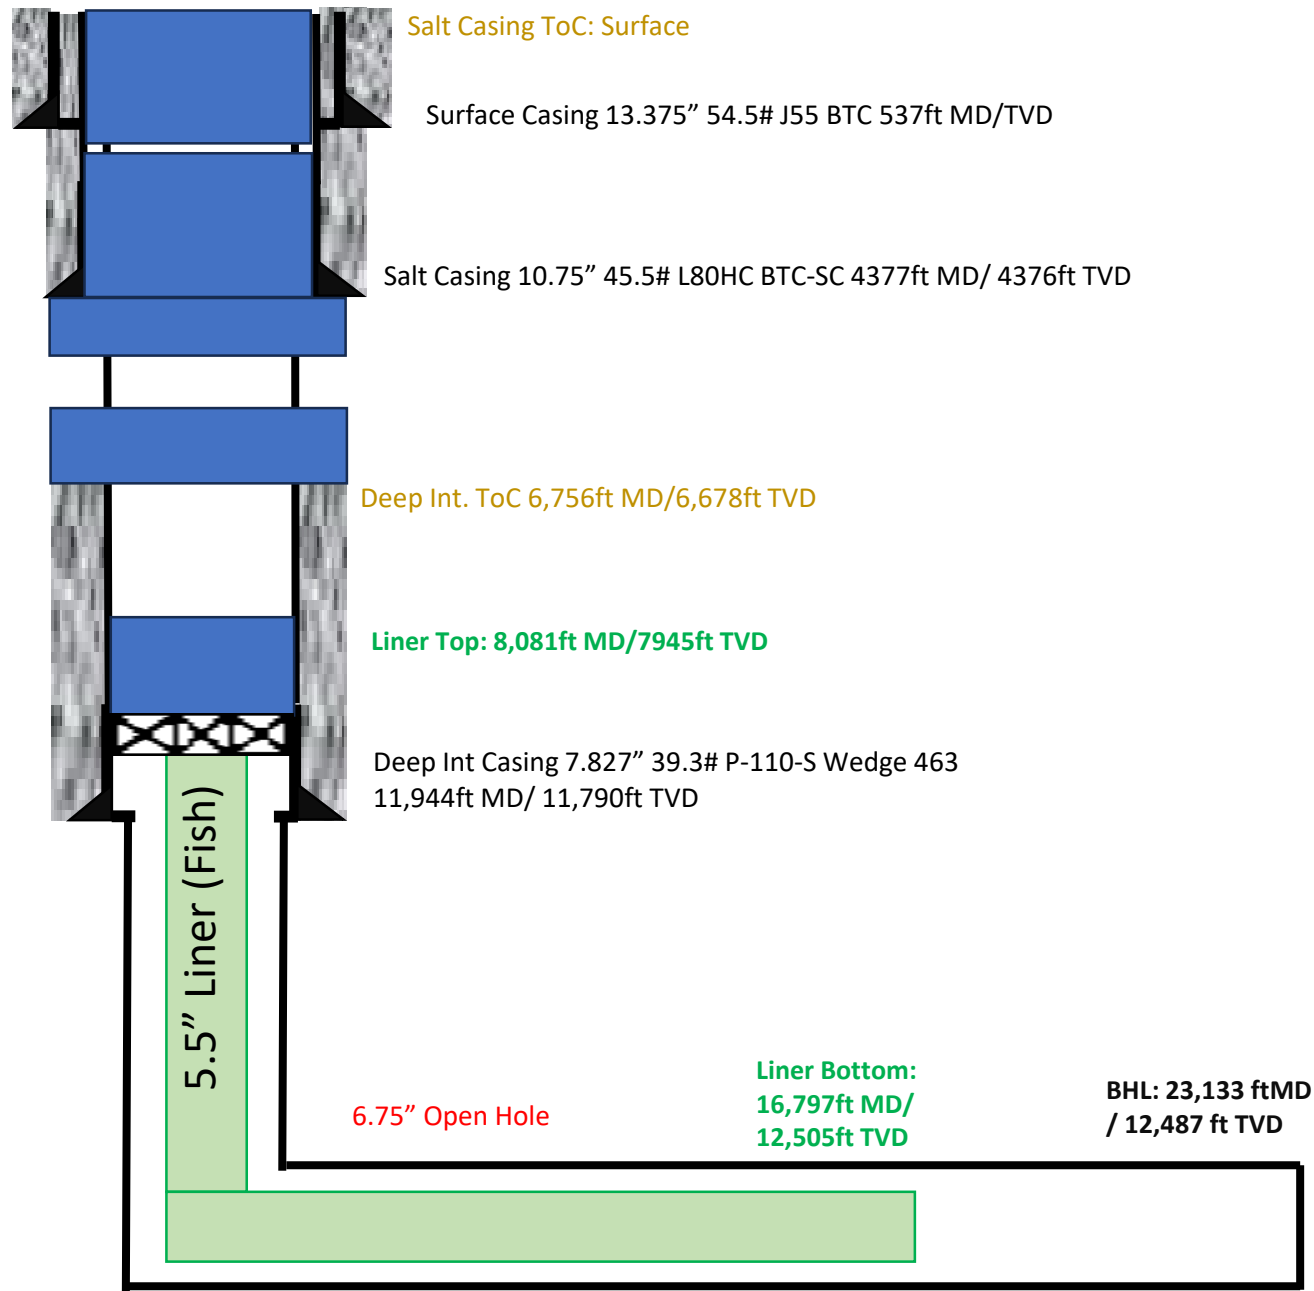 Salt Casing ToC: Surface
Surface Casing 13.375” 54.5# J55 BTC 537ft MD/TVD
Salt Casing 10.75” 45.5# L80HC BTC-SC 4377ft MD/ 4376ft TVD
Deep Int. ToC 6,756ft MD/6,678ft TVD
Liner Top: 8,081ft MD/7945ft TVD
Deep Int Casing 7.827” 39.3# P-110-S Wedge 463
11,944ft MD/ 11,790ft TVD
5.5” Liner (Fish)
6.75” Open Hole
Liner Bottom:
16,797ft MD/
12,505ft TVD
BHL: 23,133 ftMD
/ 12,487 ft TVD